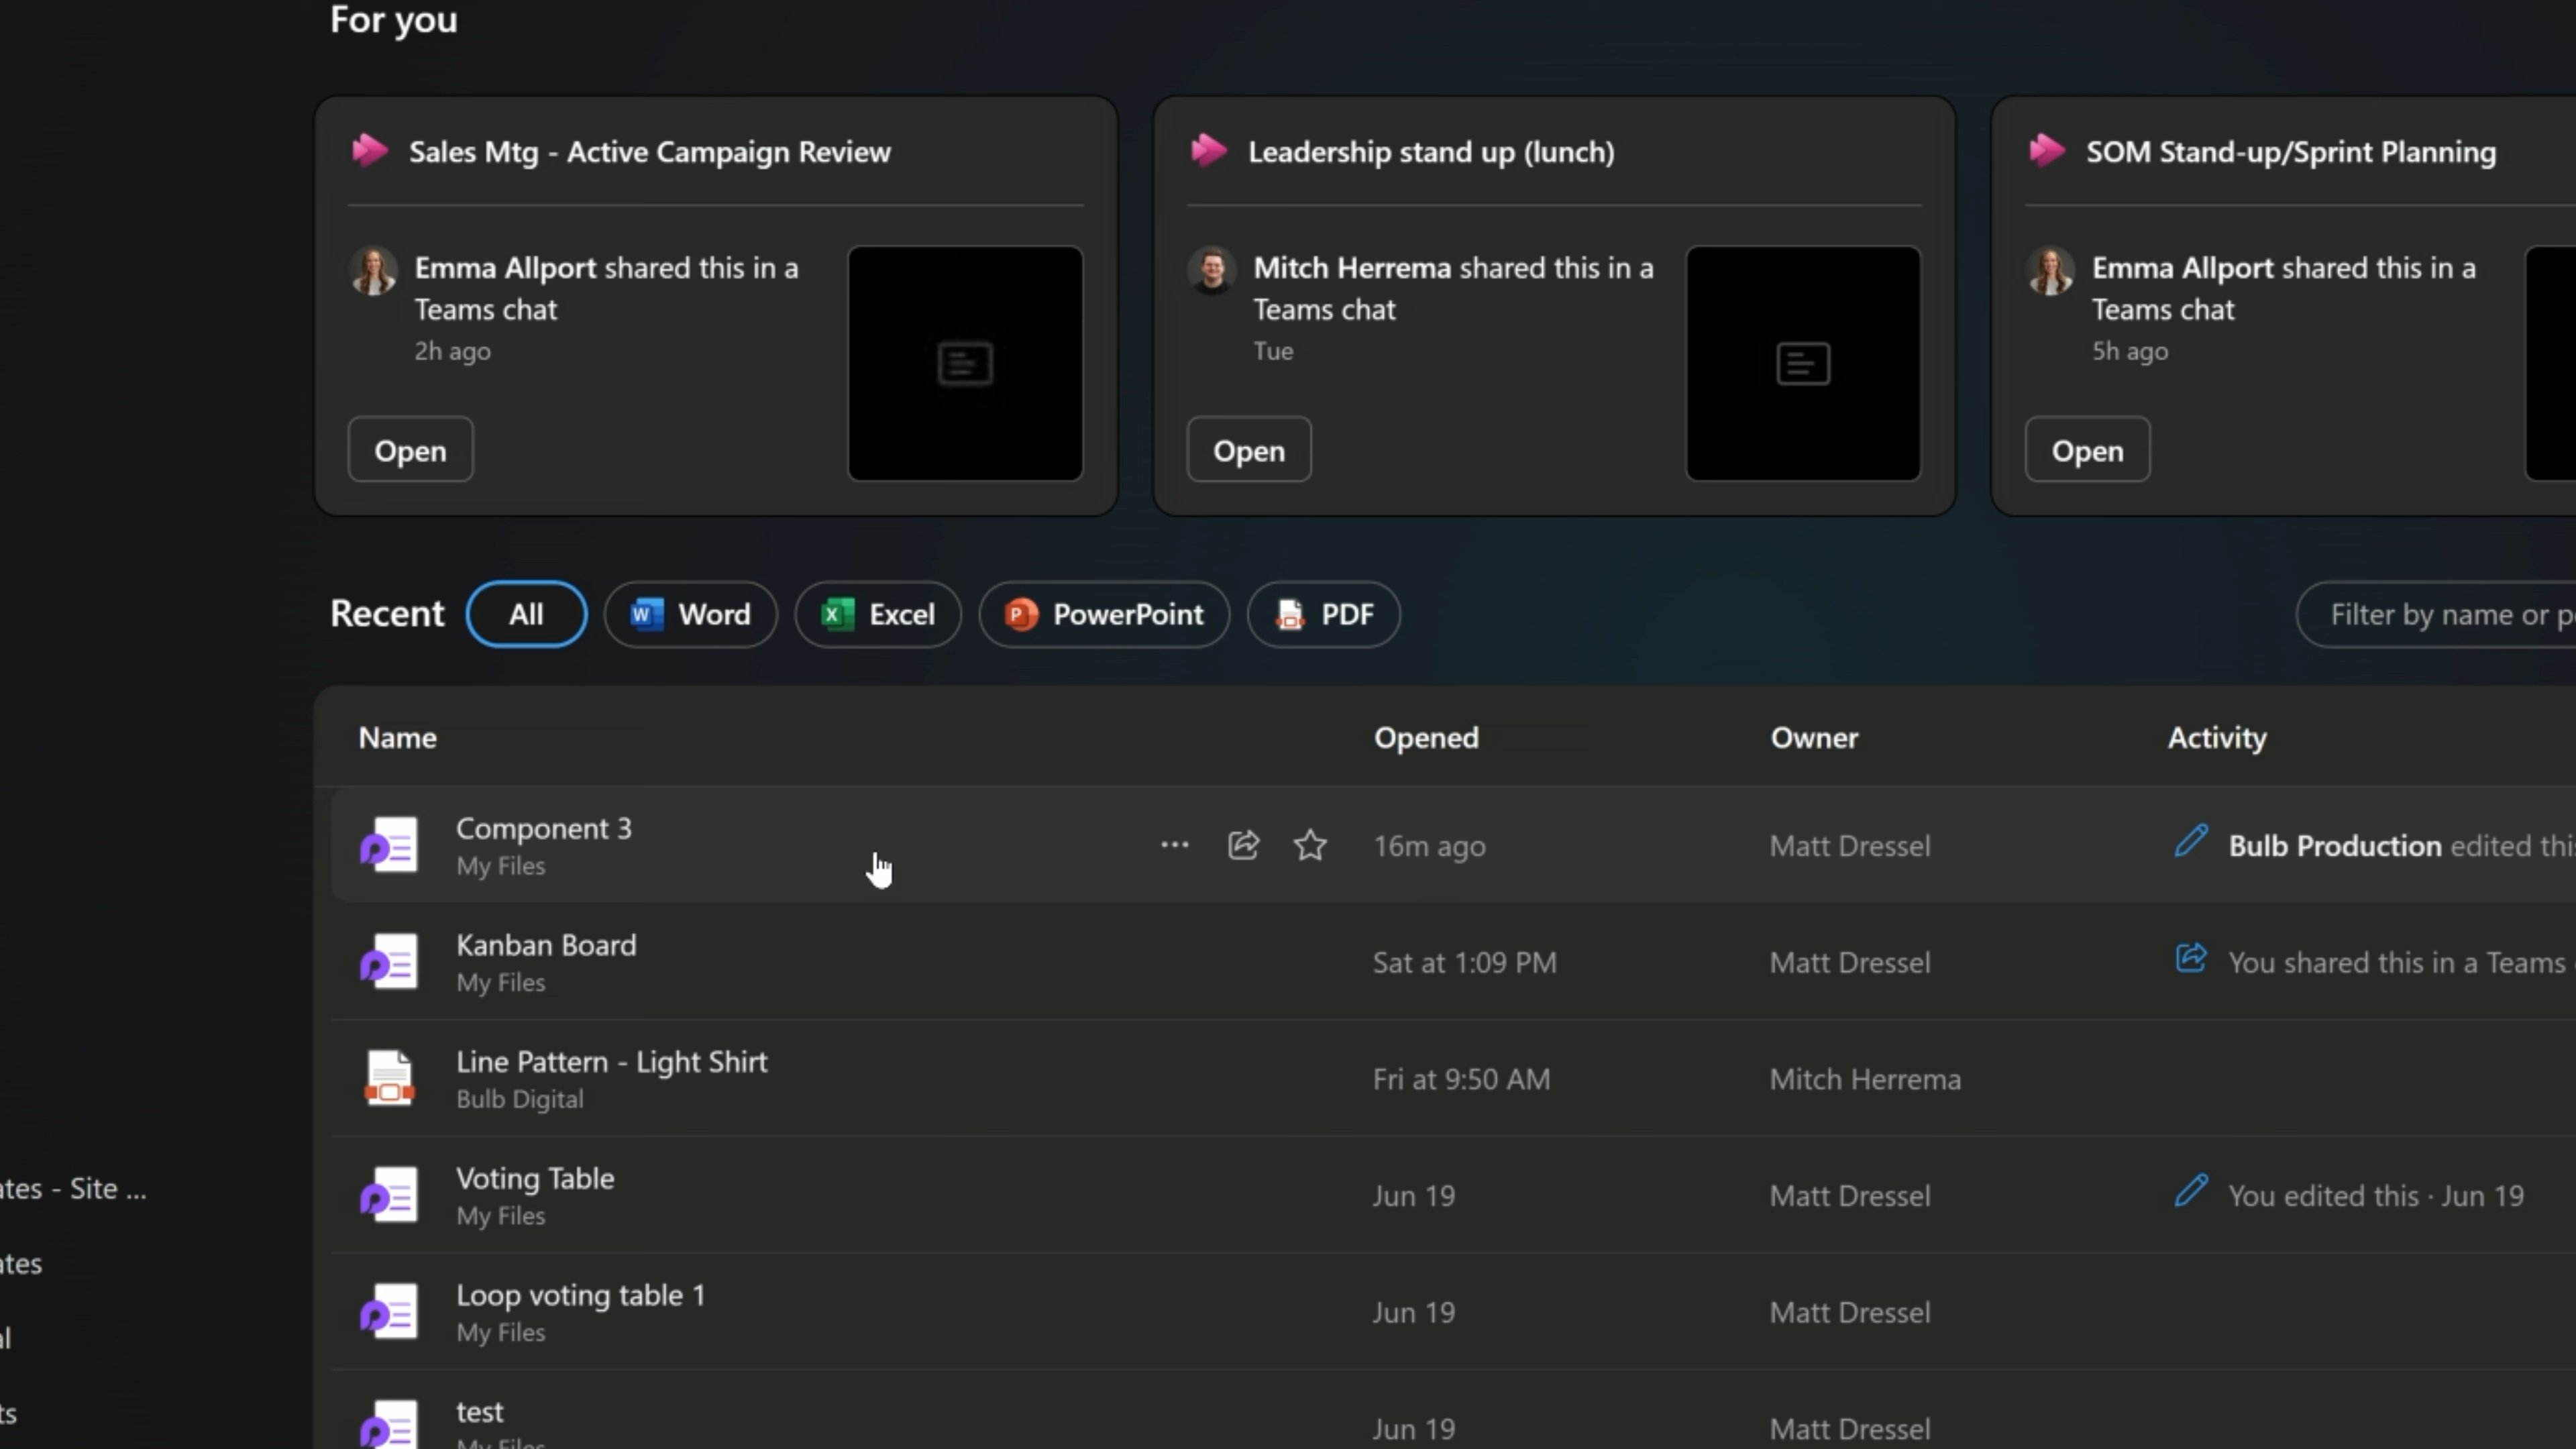 For you
Sales Mtg - Active Campaign Review
Emma Allport shared this in a
Teams chat
2h ago
Open
Leadership stand up (lunch)
Mitch Herrema shared this in a
Teams chat
Tue
Open
SOM Stand-up/Sprint Planning
Emma Allport shared this in a
Teams chat
5h ago
Open
Recent All Word Excel PowerPoint PDF
Filter by name or
Name Opened Owner Activity
Component 3
My Files
16m ago Matt Dressel Bulb Production edited
Kanban Board
My Files
Sat at 1:09 PM Matt Dressel You shared this in a Teams
Line Pattern - Light Shirt
Bulb Digital
Fri at 9:50 AM Mitch Herrema
Voting Table
My Files
Jun 19 Matt Dressel You edited this · Jun 19
Loop voting table 1
My Files
Jun 19 Matt Dressel
test
My Files
Jun 19 Matt Dressel
- Site ...